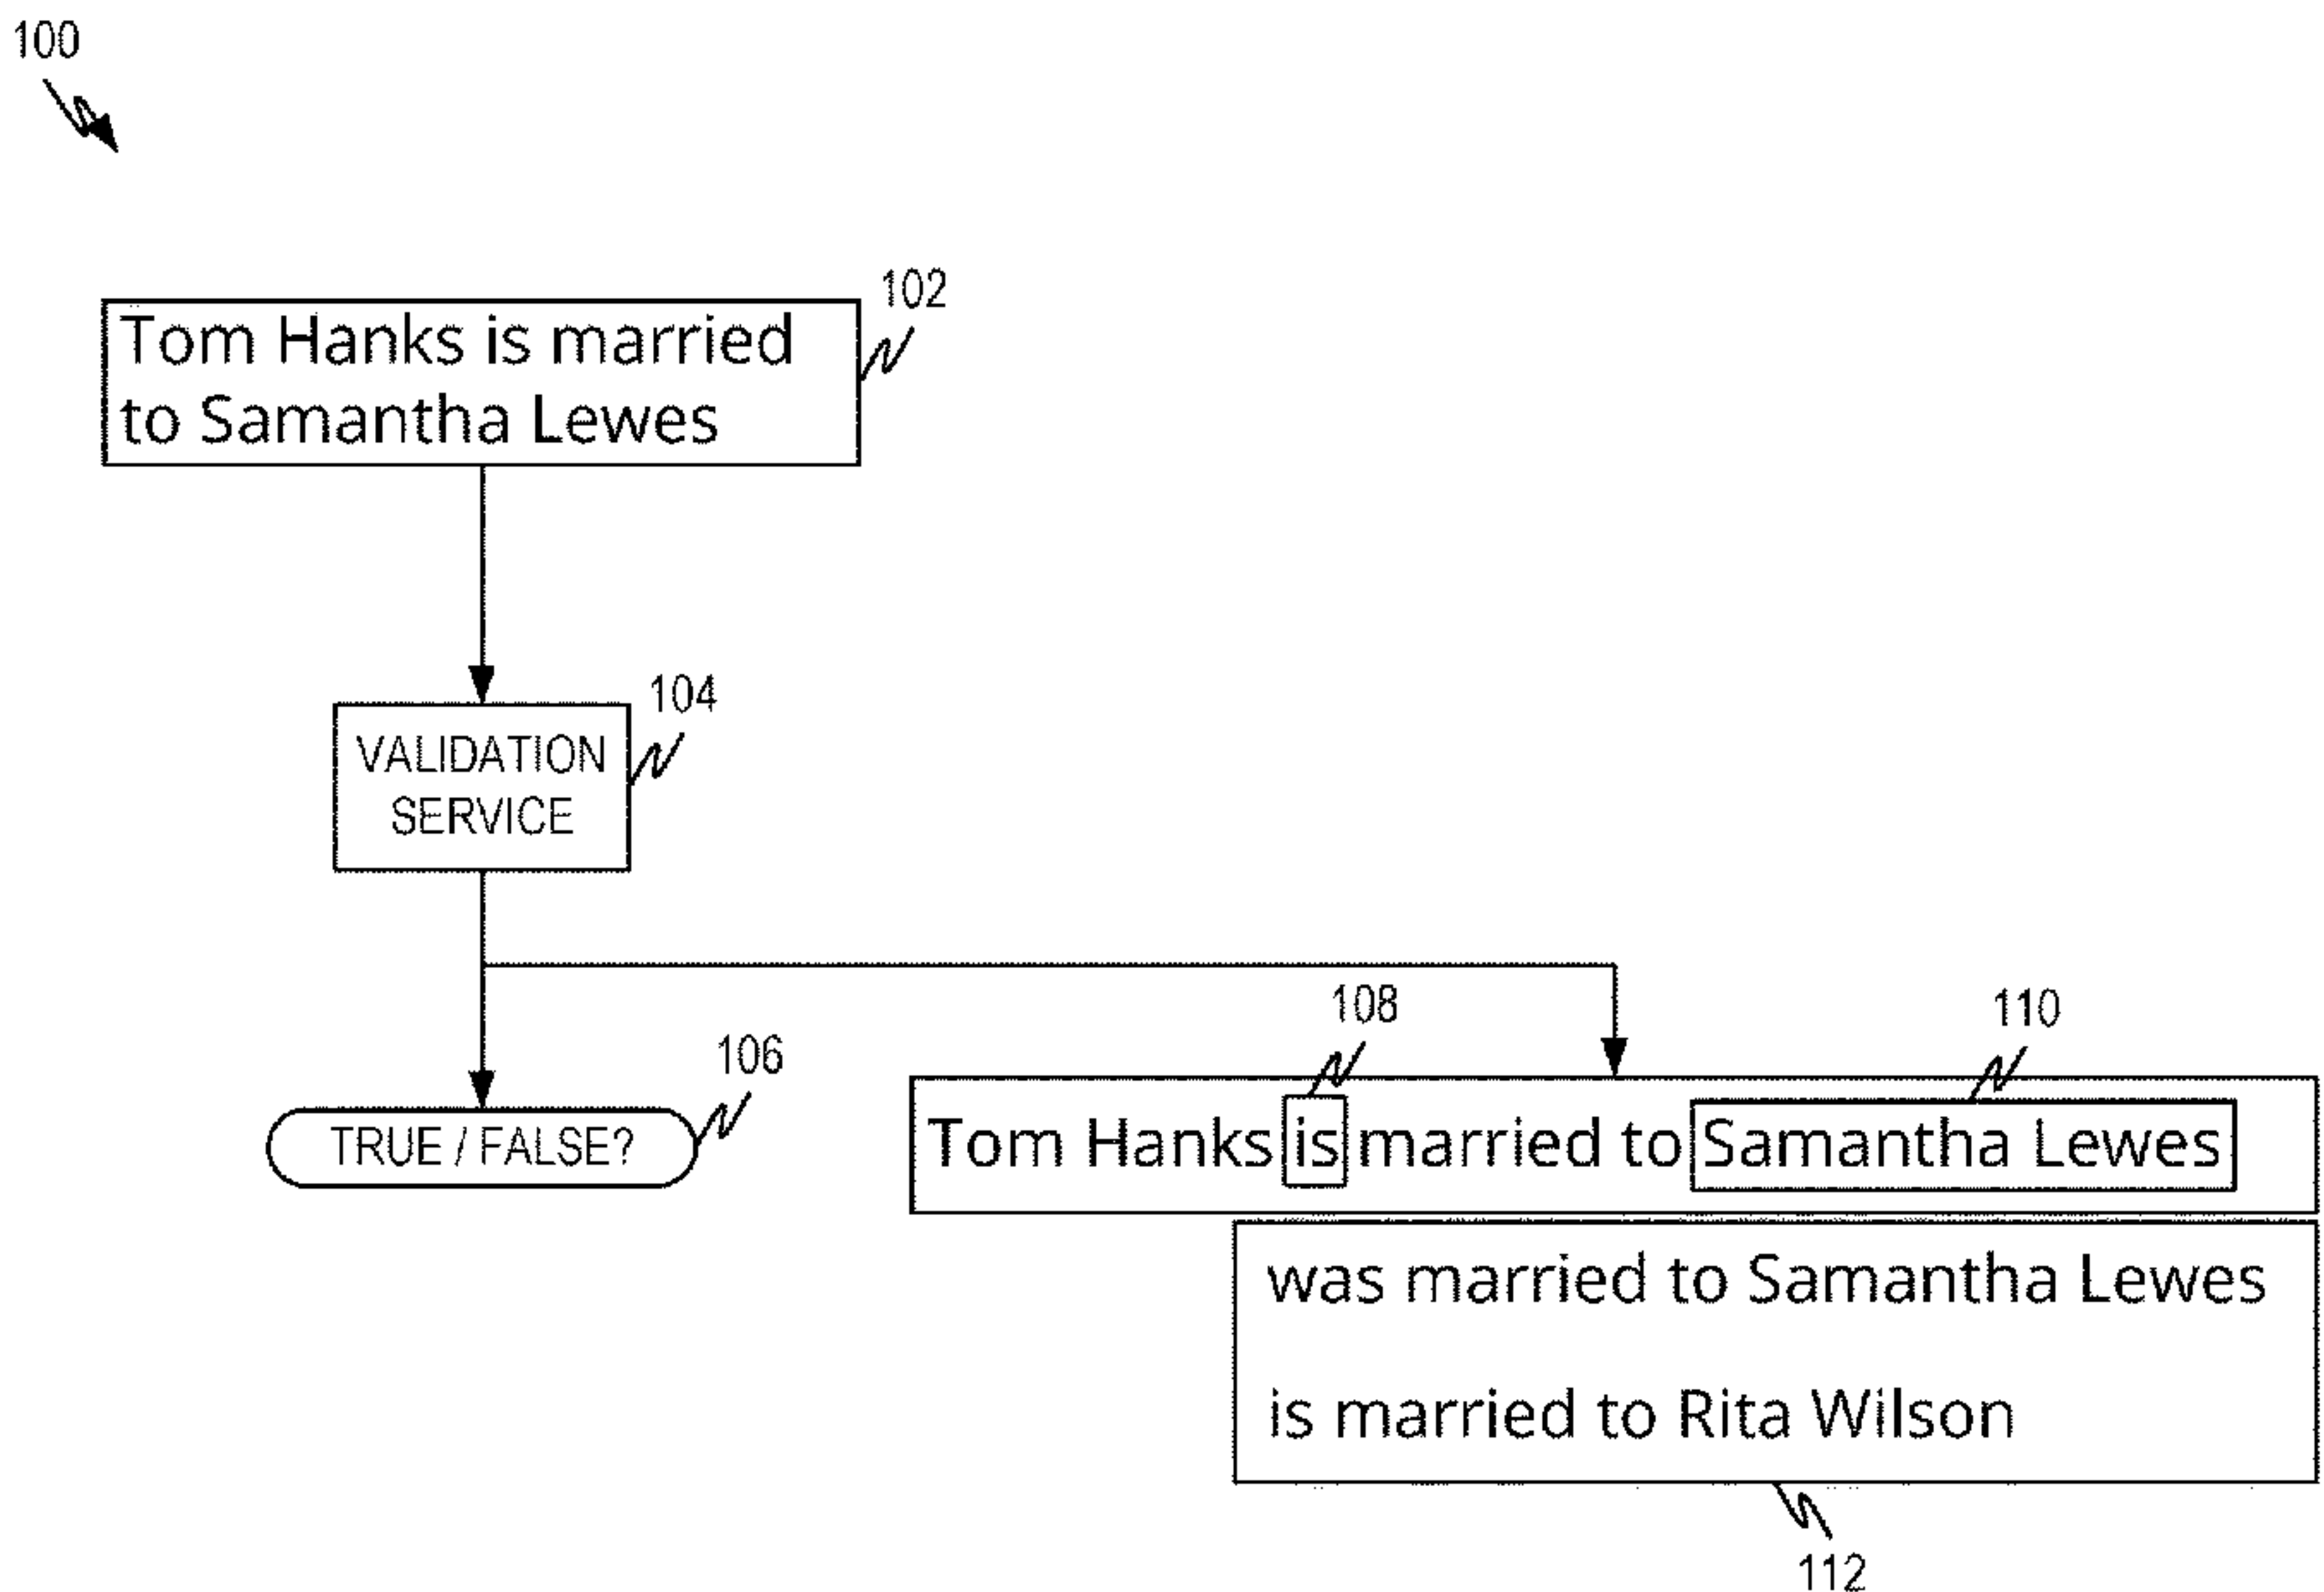 100
102
Tom Hanks is married
to Samantha Lewes
104
VALIDATION
SERVICE
108
110
106
TRUE / FALSE?
Tom Hanks is married to Samantha Lewes
was married to Samantha Lewes
is married to Rita Wilson
112